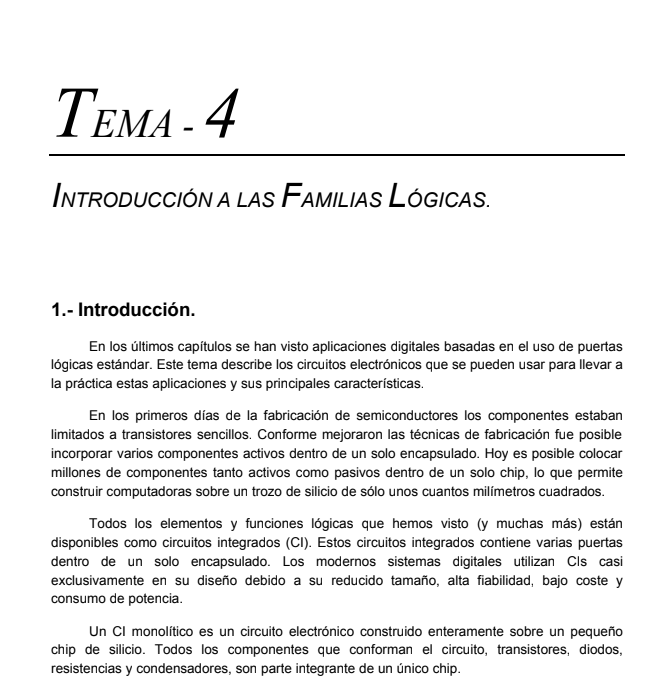 TEMA - 4
INTRODUCCIÓN A LAS FAMILIAS LÓGICAS.
1.- Introducción.
En los últimos capítulos se han visto aplicaciones digitales basadas en el uso de puertas
lógicas estándar. Este tema describe los circuitos electrónicos que se pueden usar para llevar a
la práctica estas aplicaciones y sus principales características.
En los primeros días de la fabricación de semiconductores los componentes estaban
limitados a transistores sencillos. Conforme mejoraron las técnicas de fabricación fue posible
incorporar varios componentes activos dentro de un solo encapsulado. Hoy es posible colocar
millones de componentes tanto activos como pasivos dentro de un solo chip, lo que permite
construir computadoras sobre un trozo de silicio de sólo unos cuantos milímetros cuadrados.
Todos los elementos y funciones lógicas que hemos visto (y muchas más) están
disponibles como circuitos integrados (CI). Estos circuitos integrados contiene varias puertas
dentro de un solo encapsulado. Los modernos sistemas digitales utilizan CIs casi
exclusivamente en su diseño debido a su reducido tamaño, alta fiabilidad, bajo coste y
consumo de potencia.
Un CI monolítico es un circuito electrónico construido enteramente sobre un pequeño
chip de silicio. Todos los componentes que conforman el circuito, transistores, diodos,
resistencias y condensadores, son parte integrante de un único chip.